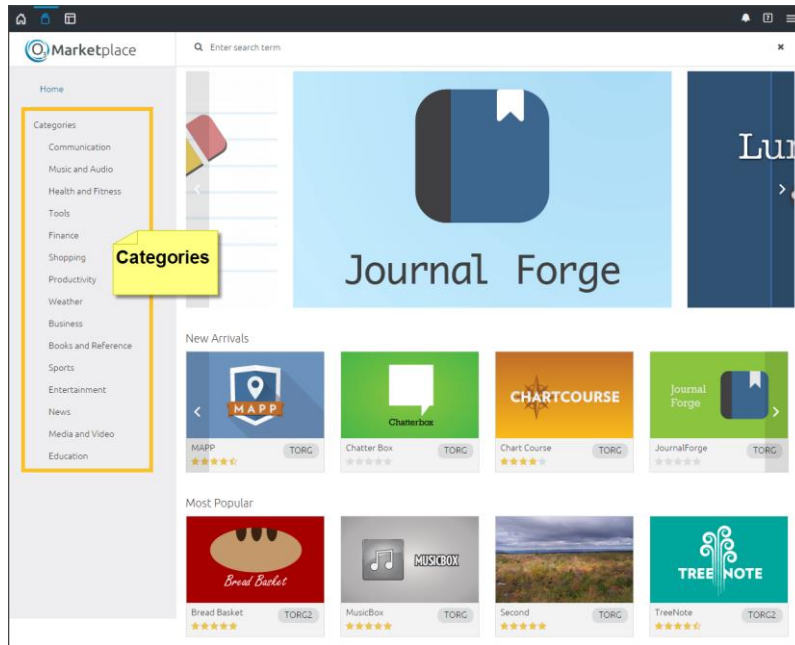 O3 Marketplace
Enter search term
Home
Categories
Communication
Music and Audio
Health and Fitness
Tools
Finance
Shopping
Productivity
Weather
Business
Books and Reference
Sports
Entertainment
News
Media and Video
Education
Categories
Journal Forge
Lun
New Arrivals
MAPP
Chatterbox
CHARTCOURSE
Journal
Forge
MAPP TORG
Chatter Box TORG
Chart Course TORG
JournalForge TORG
Most Popular
Bread Basket
MUSICBOX
TREE NOTE
Bread Basket TORG2
MusicBox TORG
Second TORG
TreeNote TORG2